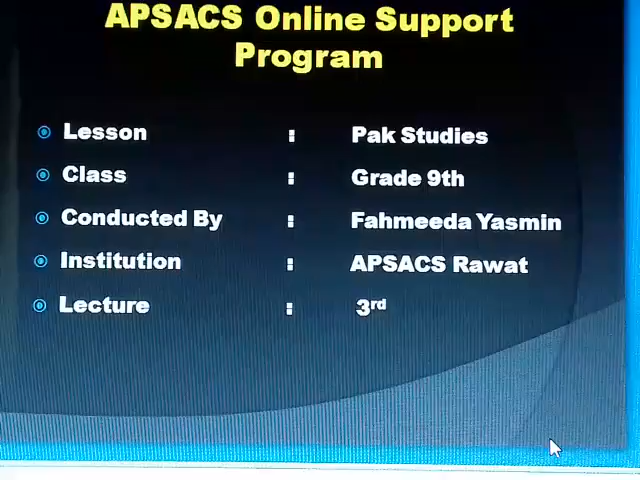 APSACS Online Support
Program
Lesson : Pak Studies
Class : Grade 9th
Conducted By : Fahmeeda Yasmin
Institution : APSACS Rawat
Lecture : 3rd